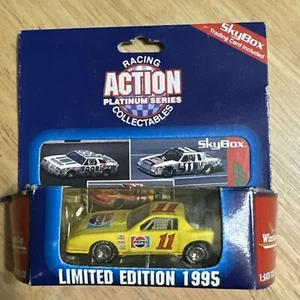 SkyBox
Trading Card Included
RACING
ACTION
PLATINUM SERIES
COLLECTABLES
SkyBox
11
PEPSI
11
LIMITED EDITION 1995